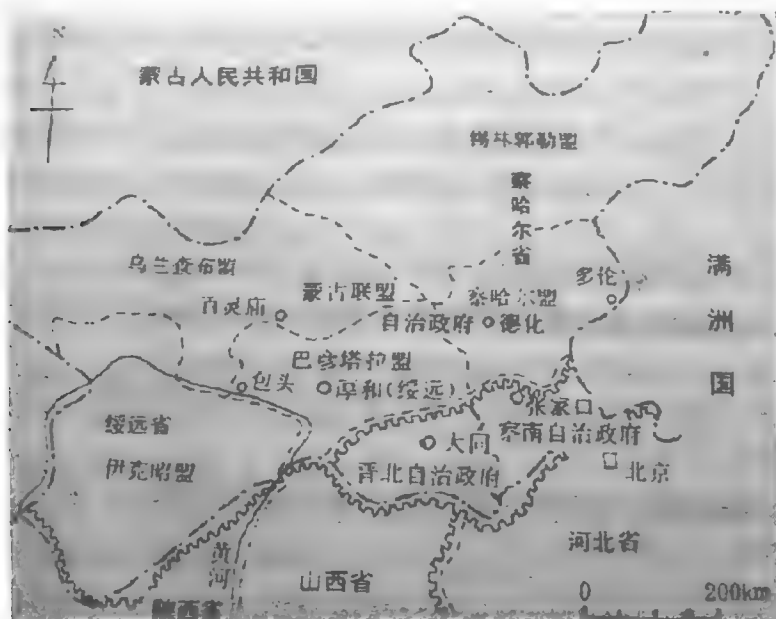 N
蒙古人民共和国
锡林郭勒盟
察哈尔省
乌兰查布盟
蒙古联盟
自治政府
察哈尔盟
多伦
满洲国
百灵庙
德化
巴彦塔拉盟
包头
厚和(绥远)
张家口
察南自治政府
绥远省
伊克昭盟
大同
晋北自治政府
北京
黄河
山西省
河北省
陕西省
0 200km